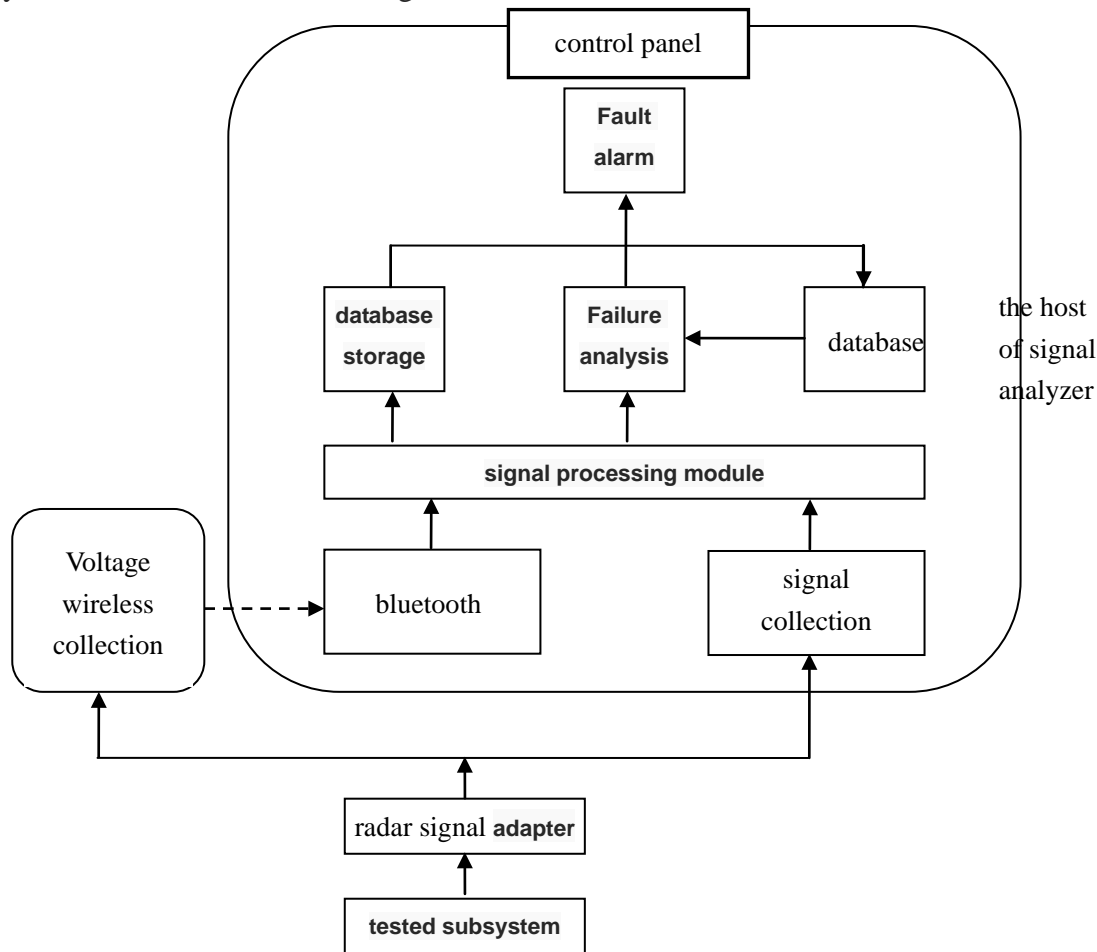 control panel
Fault
alarm
database
storage
Failure
analysis
database
the host
of signal
analyzer
signal processing module
Voltage
wireless
collection
bluetooth
signal
collection
radar signal adapter
tested subsystem